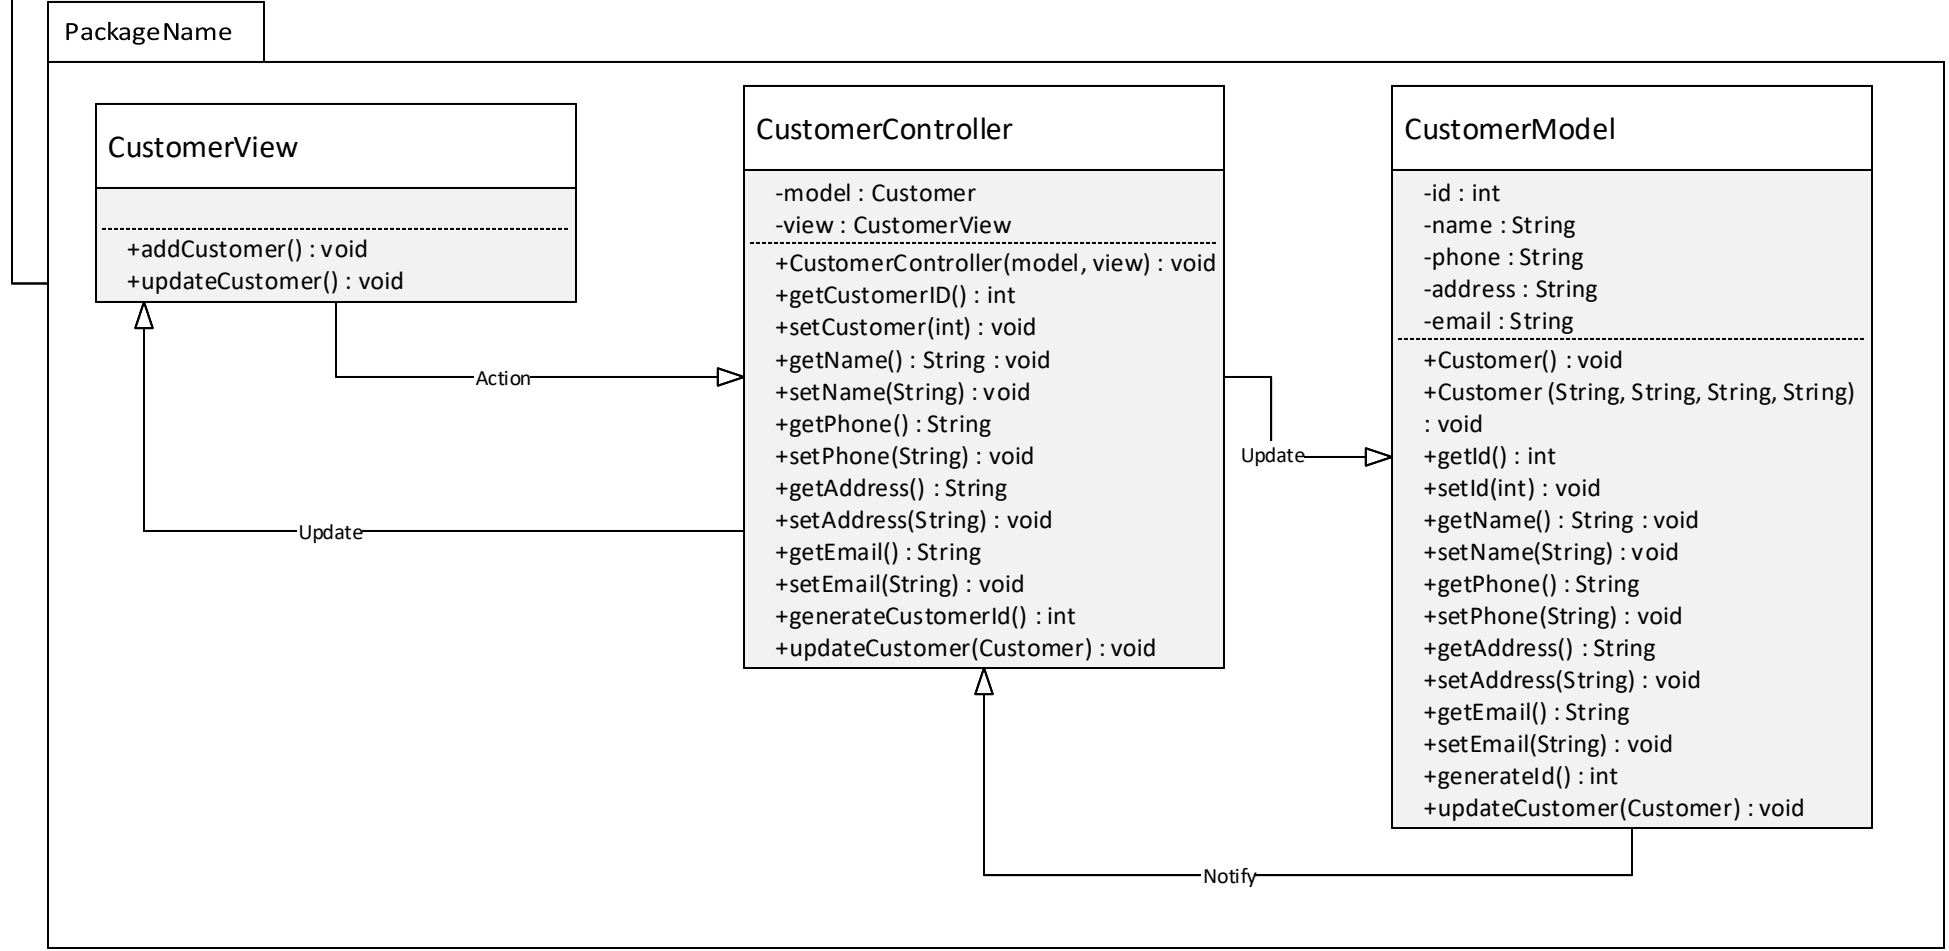 PackageName
CustomerView
+addCustomer() : void
+updateCustomer() : void
CustomerController
-model : Customer
-view : CustomerView
+CustomerController(model, view) : void
+getCustomerID() : int
+setCustomer(int) : void
+getName() : String : void
+setName(String) : void
+getPhone() : String
+setPhone(String) : void
+getAddress() : String
+setAddress(String) : void
+getEmail() : String
+setEmail(String) : void
+generateCustomerId() : int
+updateCustomer(Customer) : void
CustomerModel
-id : int
-name : String
-phone : String
-address : String
-email : String
+Customer() : void
+Customer (String, String, String, String)
: void
+getId() : int
+setId(int) : void
+getName() : String : void
+setName(String) : void
+getPhone() : String
+setPhone(String) : void
+getAddress() : String
+setAddress(String) : void
+getEmail() : String
+setEmail(String) : void
+generateId() : int
+updateCustomer(Customer) : void
Action
Update
Update
Notify